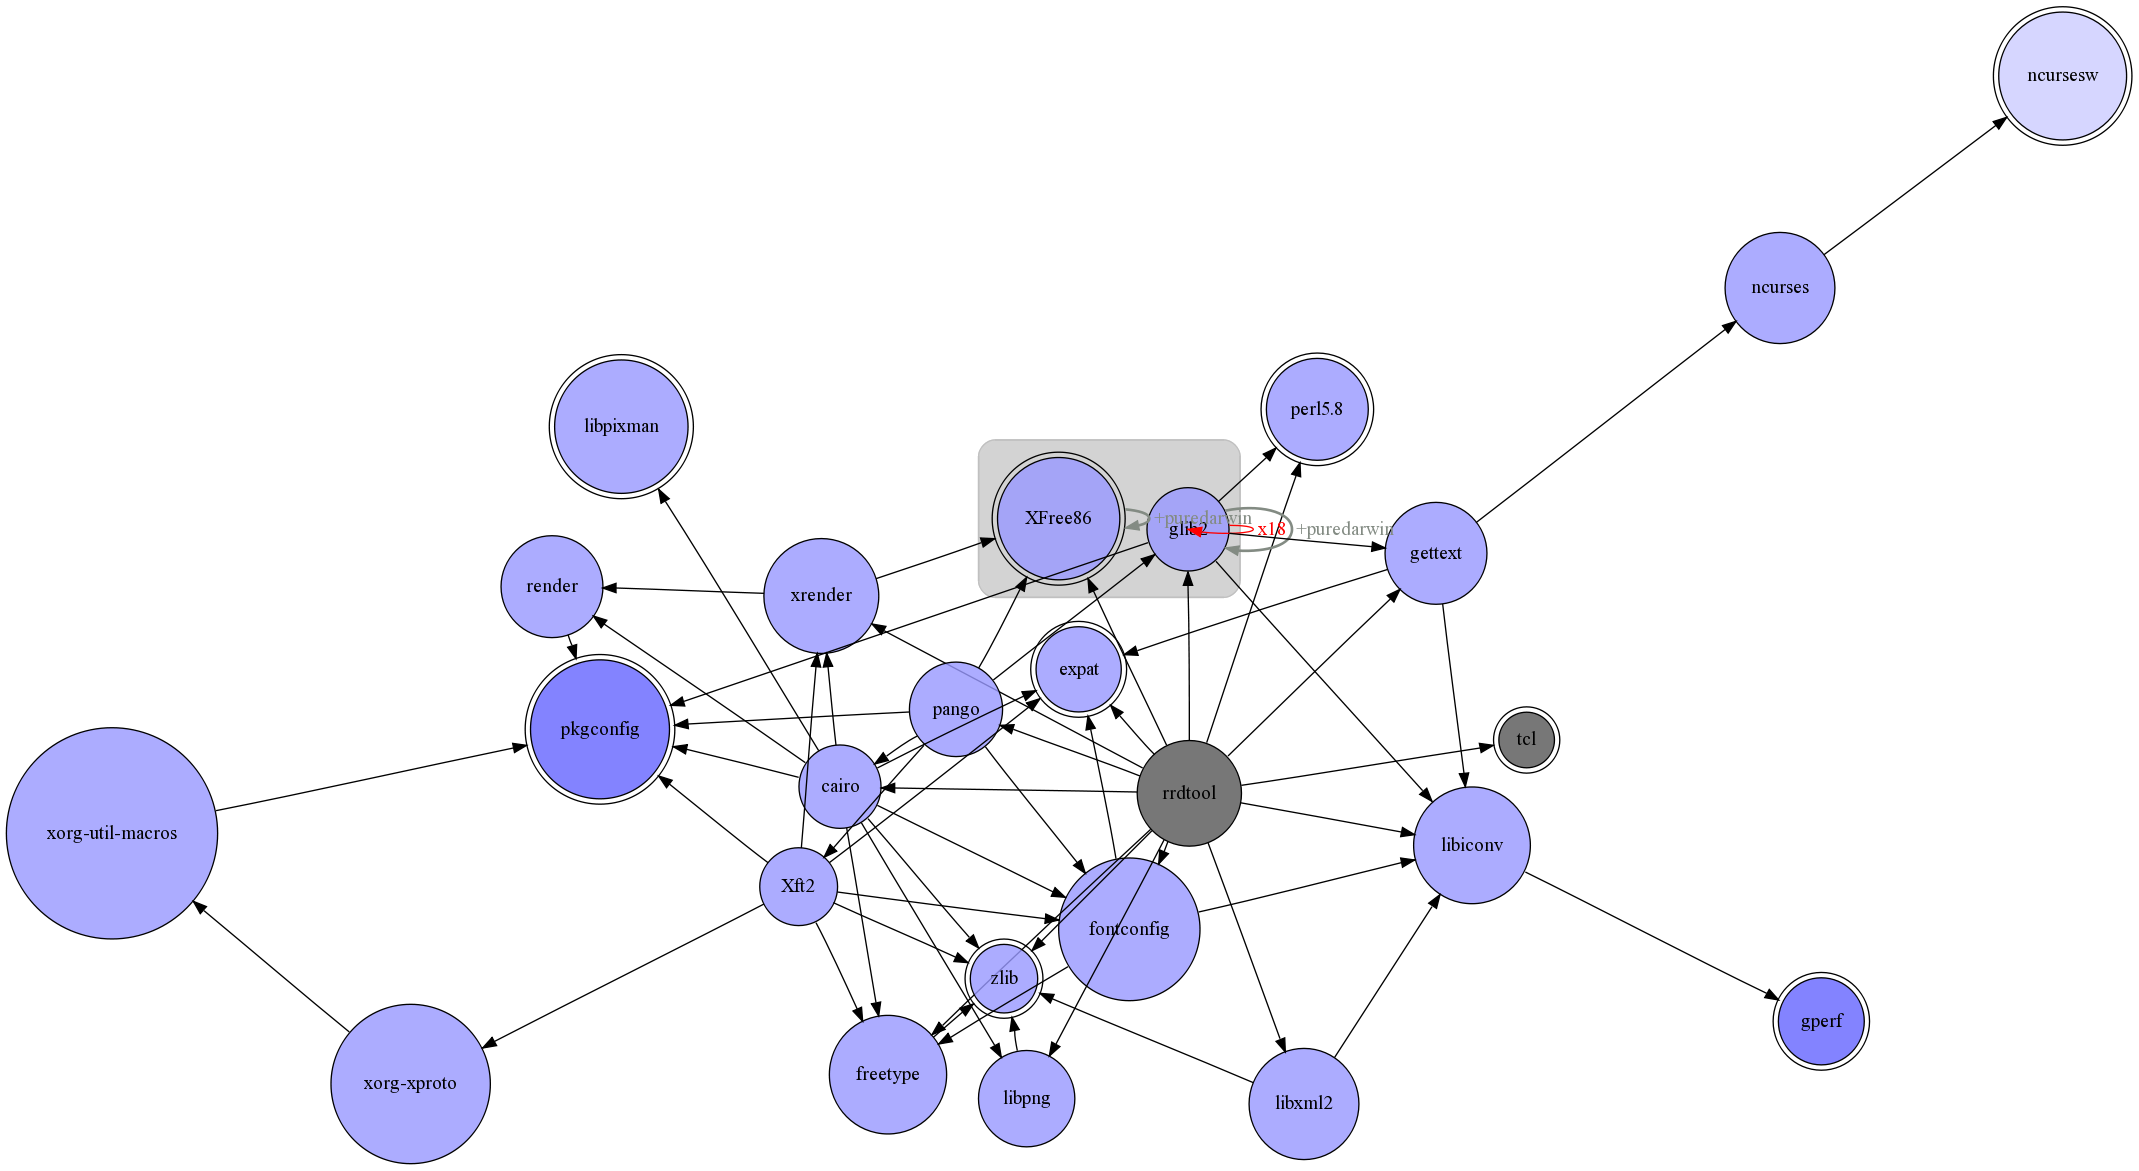 ncursesw
ncurses
libpixman
perl5.8
XFree86
+puredarwin
glib2
x18
+puredarwin
gettext
render
xrender
expat
pango
pkgconfig
tcl
cairo
rrdtool
xorg-util-macros
libiconv
Xft2
fontconfig
zlib
gperf
freetype
xorg-xproto
libpng
libxml2